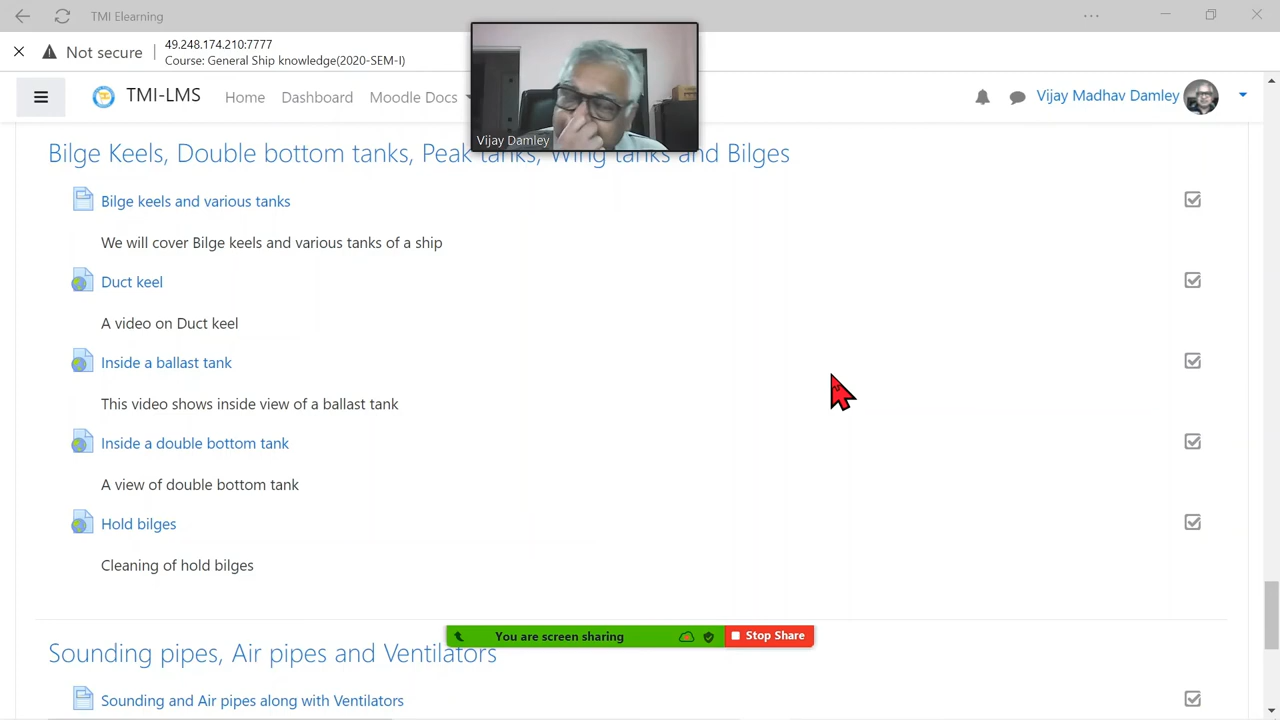 TMI Elearning
Not secure
49.248.174.210:7777
Course: General Ship knowledge(2020-SEM-I)
TMI-LMS
Home
Dashboard
Moodle Docs
Vijay Madhav Damley
Vijay Damley
Bilge Keels, Double bottom tanks, Peak tanks, Wing tanks and Bilges
Bilge keels and various tanks
We will cover Bilge keels and various tanks of a ship
Duct keel
A video on Duct keel
Inside a ballast tank
This video shows inside view of a ballast tank
Inside a double bottom tank
A view of double bottom tank
Hold bilges
Cleaning of hold bilges
You are screen sharing
Stop Share
Sounding pipes, Air pipes and Ventilators
Sounding and Air pipes along with Ventilators